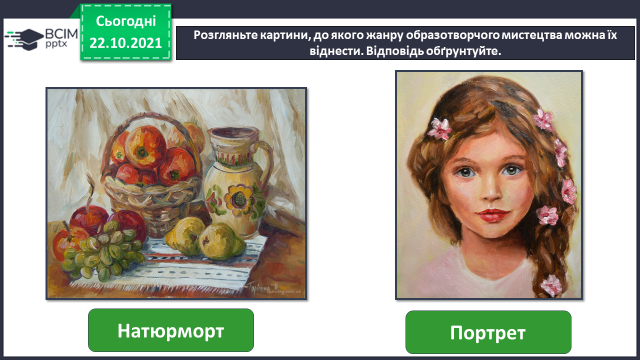 Сьогодні
22.10.2021
ВСІМ
pptx
Розгляньте картини, до якого жанру образотворчого мистецтва можна їх
віднести. Відповідь обґрунтуйте.
Натюрморт
Портрет